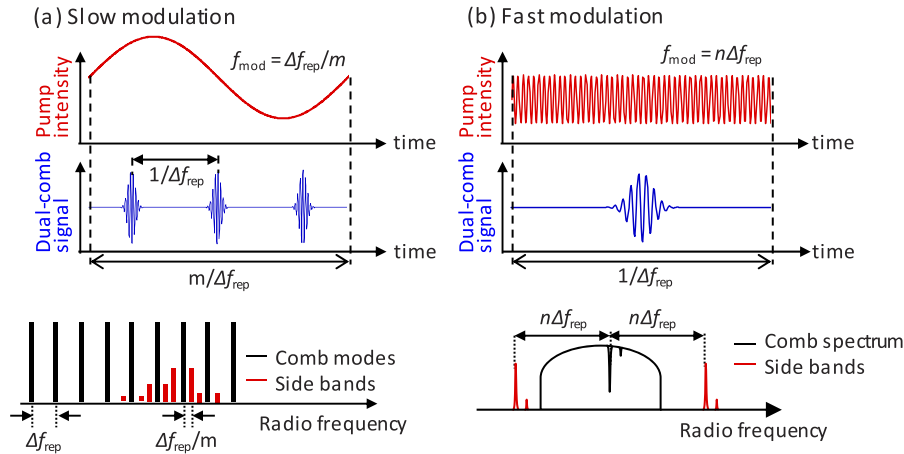 (a) Slow modulation
Pump
intensity
f_mod = Δf_rep/m
time
Dual-comb
signal
1/Δf_rep
time
m/Δf_rep
Comb modes
Side bands
Radio frequency
Δf_rep
Δf_rep/m
(b) Fast modulation
Pump
intensity
f_mod = nΔf_rep
time
Dual-comb
signal
time
1/Δf_rep
nΔf_rep
nΔf_rep
Comb spectrum
Side bands
Radio frequency